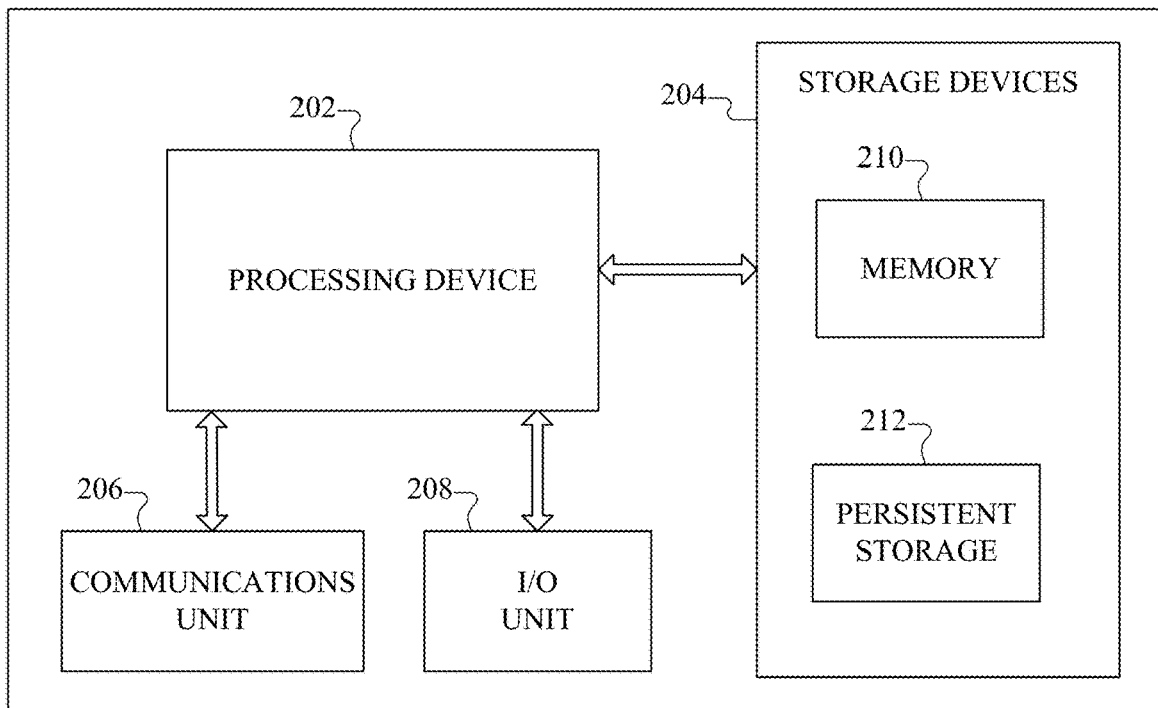 STORAGE DEVICES
204
202
210
PROCESSING DEVICE
MEMORY
212
206
208
PERSISTENT
STORAGE
COMMUNICATIONS
UNIT
I/O
UNIT